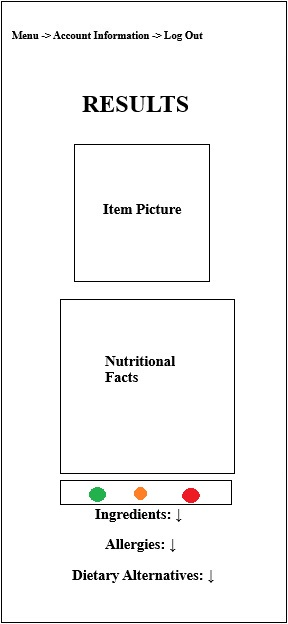 Menu -> Account Information -> Log Out
RESULTS
Item Picture
Nutritional
Facts
Ingredients: ↓
Allergies: ↓
Dietary Alternatives: ↓